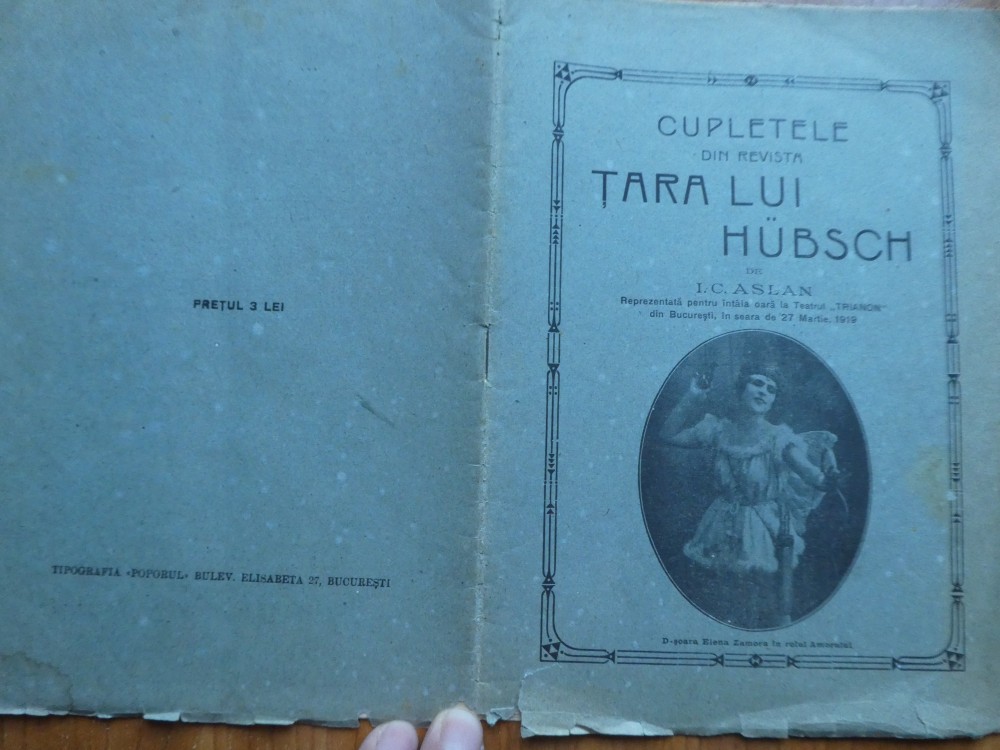 PREȚUL 3 LEI
TIPOGRAFIA «POPORUL» BULEV. ELISABETA 27, BUCUREȘTI
CUPLETELE
DIN REVISTA
ȚARA LUI
HÜBSCH
DE
I. C. ASLAN
Reprezentată pentru întâia oară la Teatrul „TRIANON”
din București, în seara de 27 Martie, 1919
D-șoara Elena Zamora în rolul Amorului